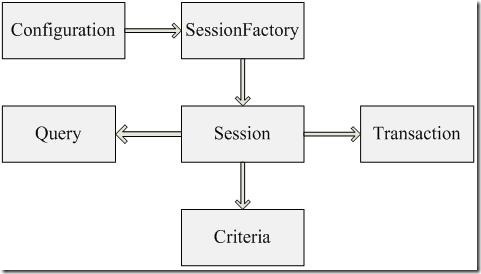 Configuration
SessionFactory
Query
Session
Transaction
Criteria